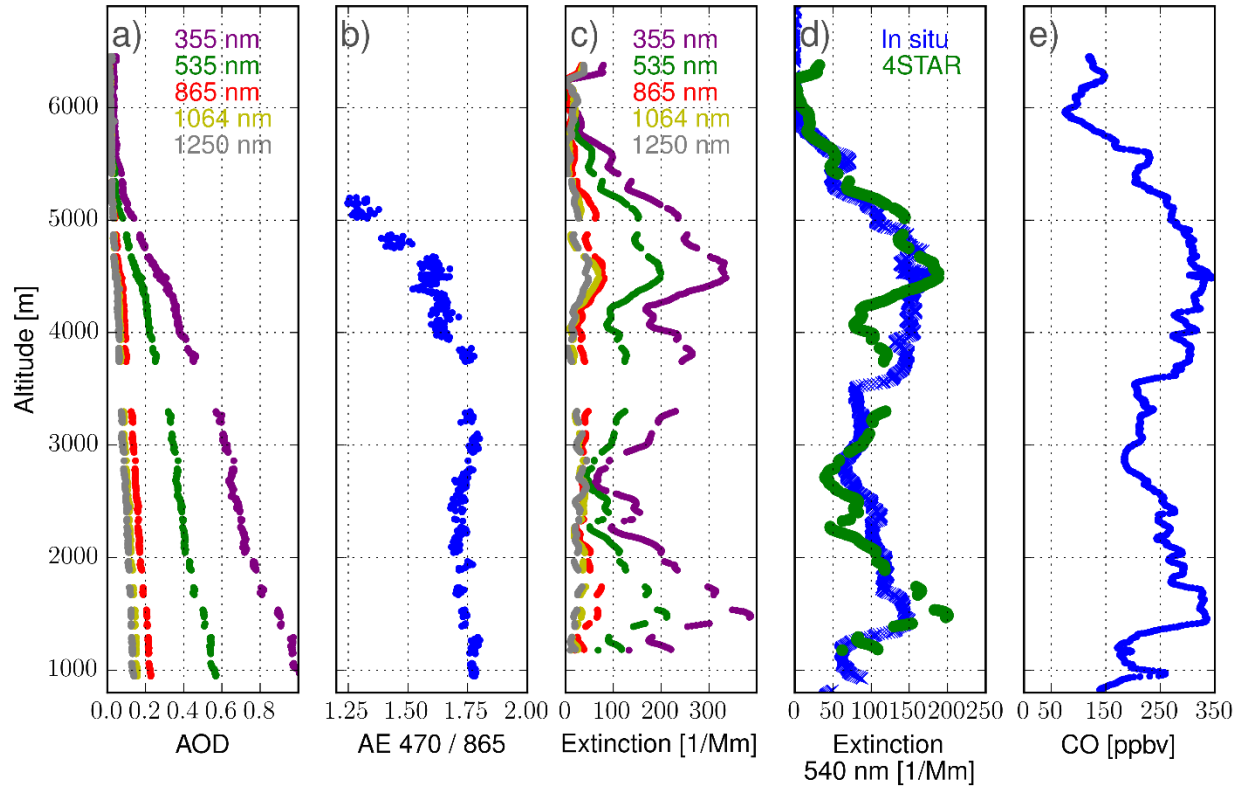 a)
355 nm
535 nm
865 nm
1064 nm
1250 nm
b)
c)
355 nm
535 nm
865 nm
1064 nm
1250 nm
d)
In situ
4STAR
e)
Altitude [m]
6000
5000
4000
3000
2000
1000
0.0 0.2 0.4 0.6 0.8
1.25 1.50 1.75 2.00
0 100 200 300
0 50 100 150 200 250
0 50 150 250 350
AOD
AE 470 / 865
Extinction [1/Mm]
Extinction
540 nm [1/Mm]
CO [ppbv]